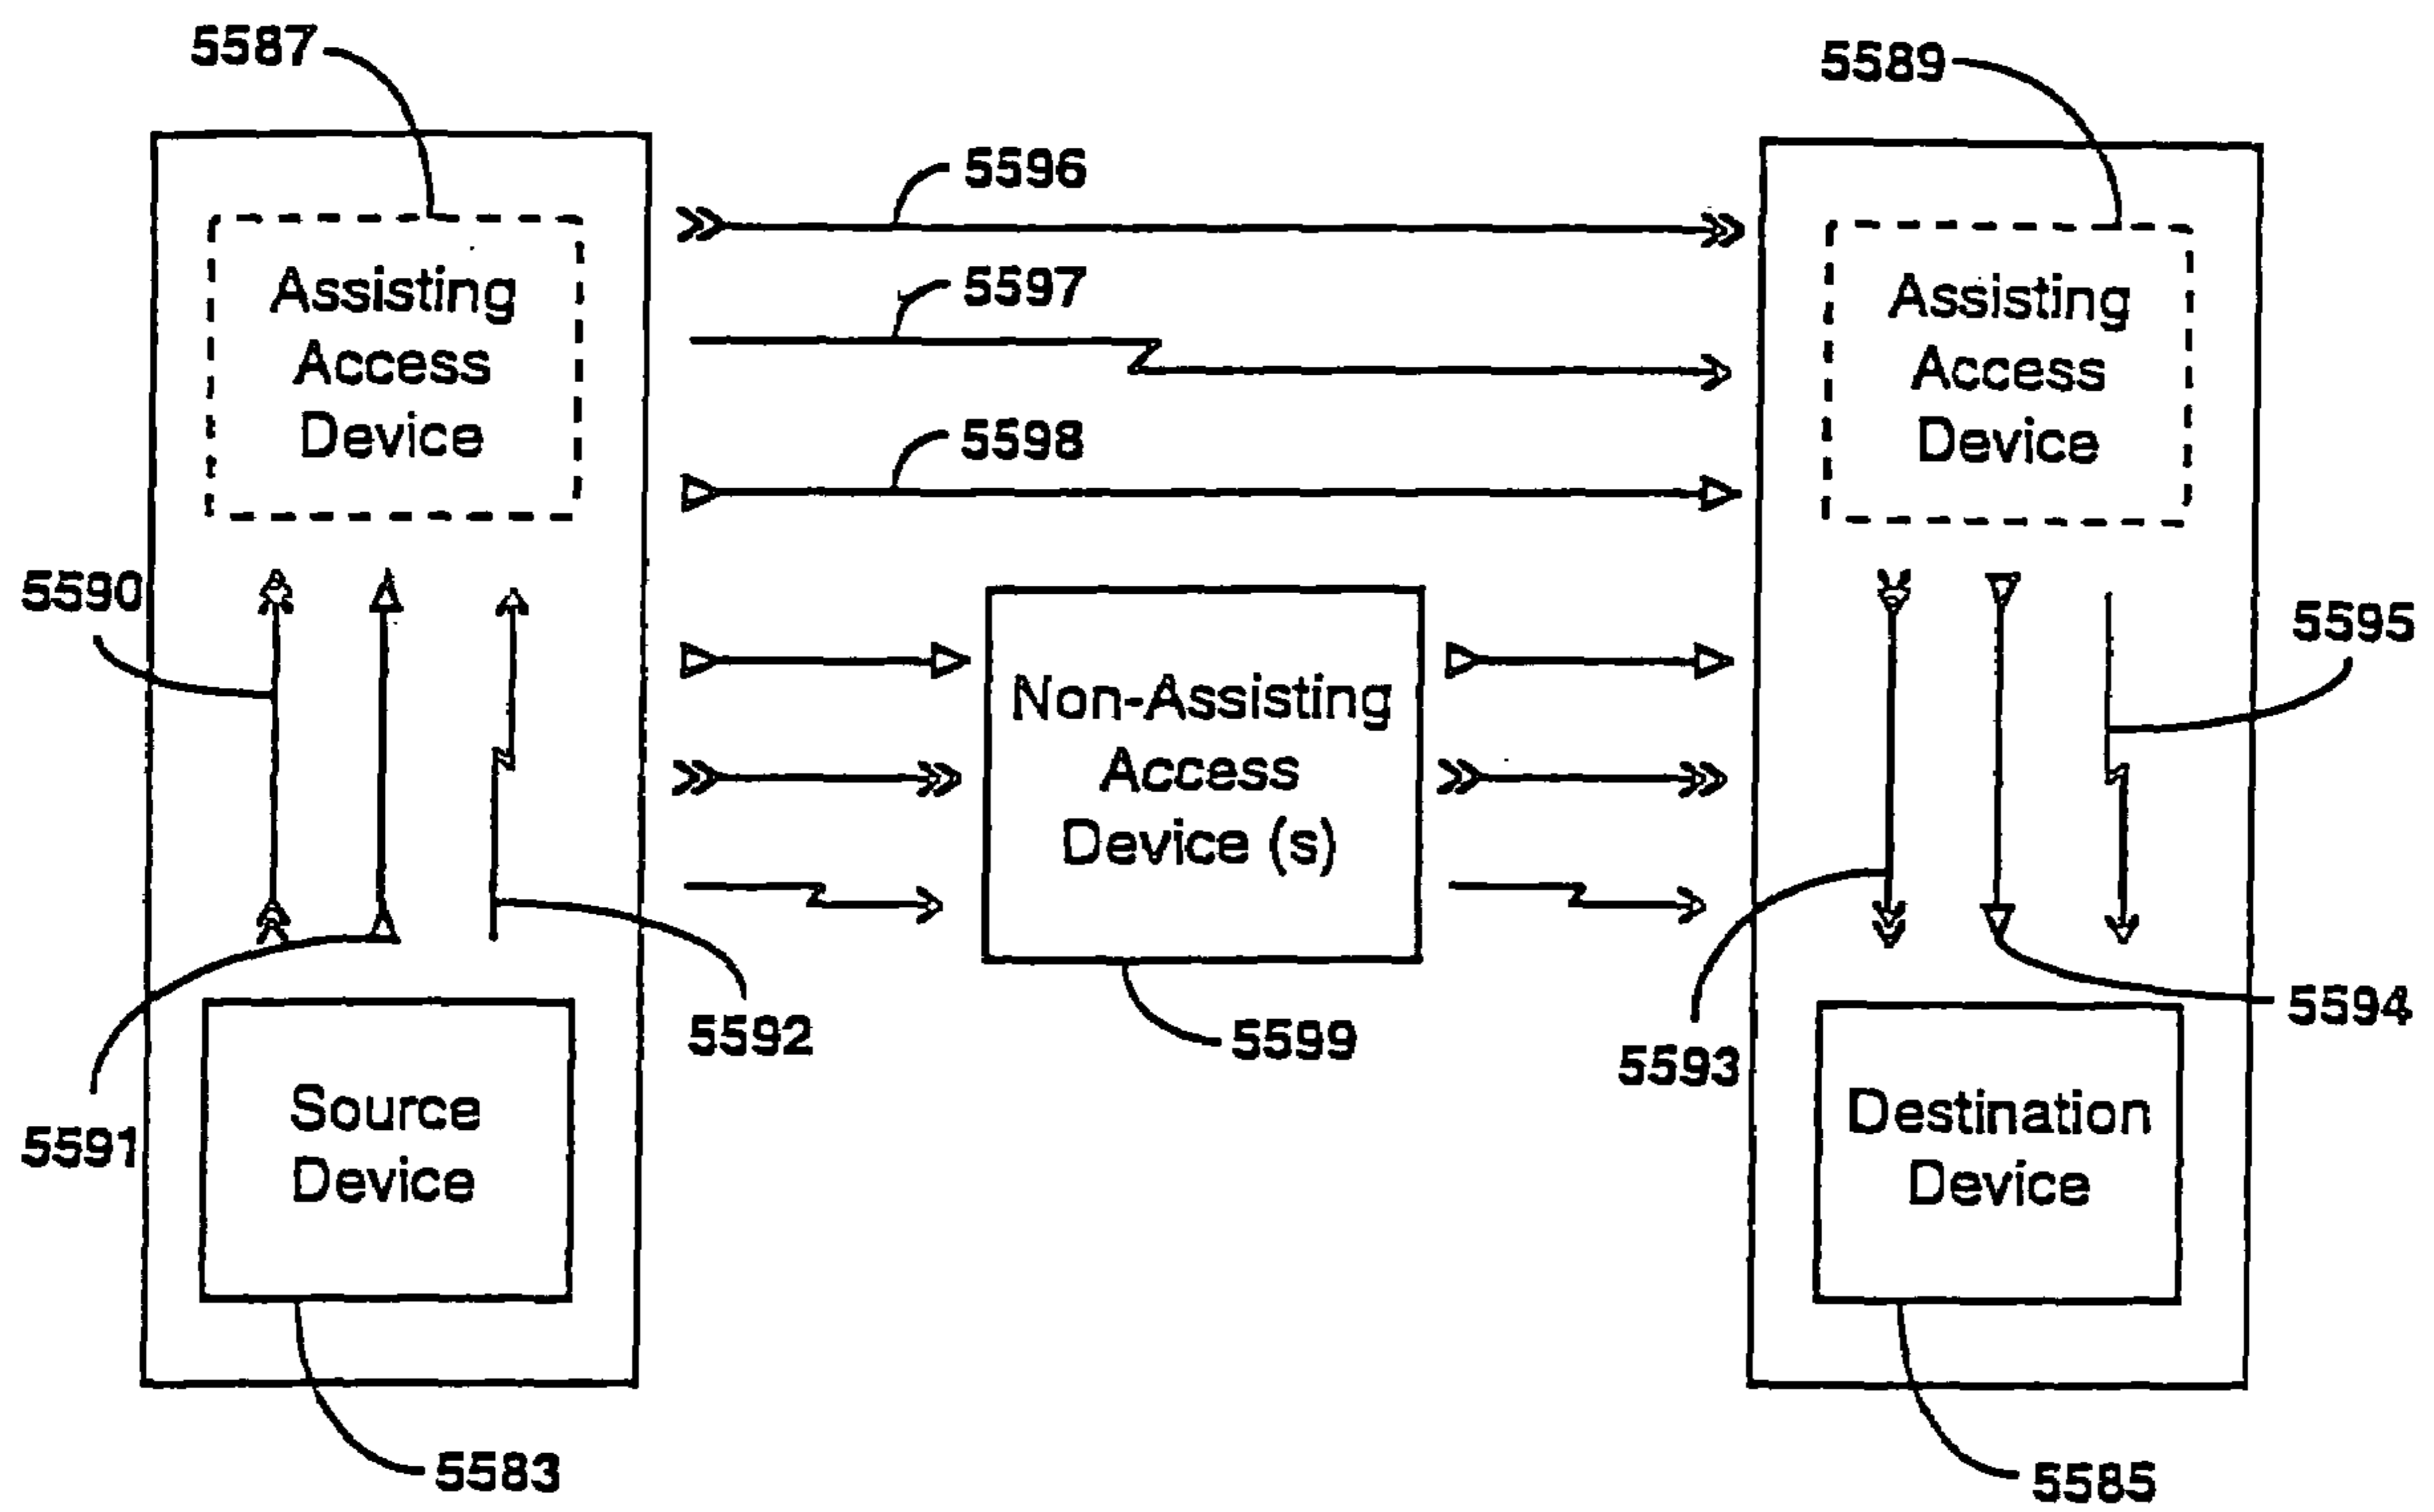 5587
5589
5596
Assisting
Access
Device
5597
Assisting
Access
Device
5598
5590
5595
Non-Assisting
Access
Device (s)
5592
5599
5593
5594
5591
Source
Device
Destination
Device
5583
5585